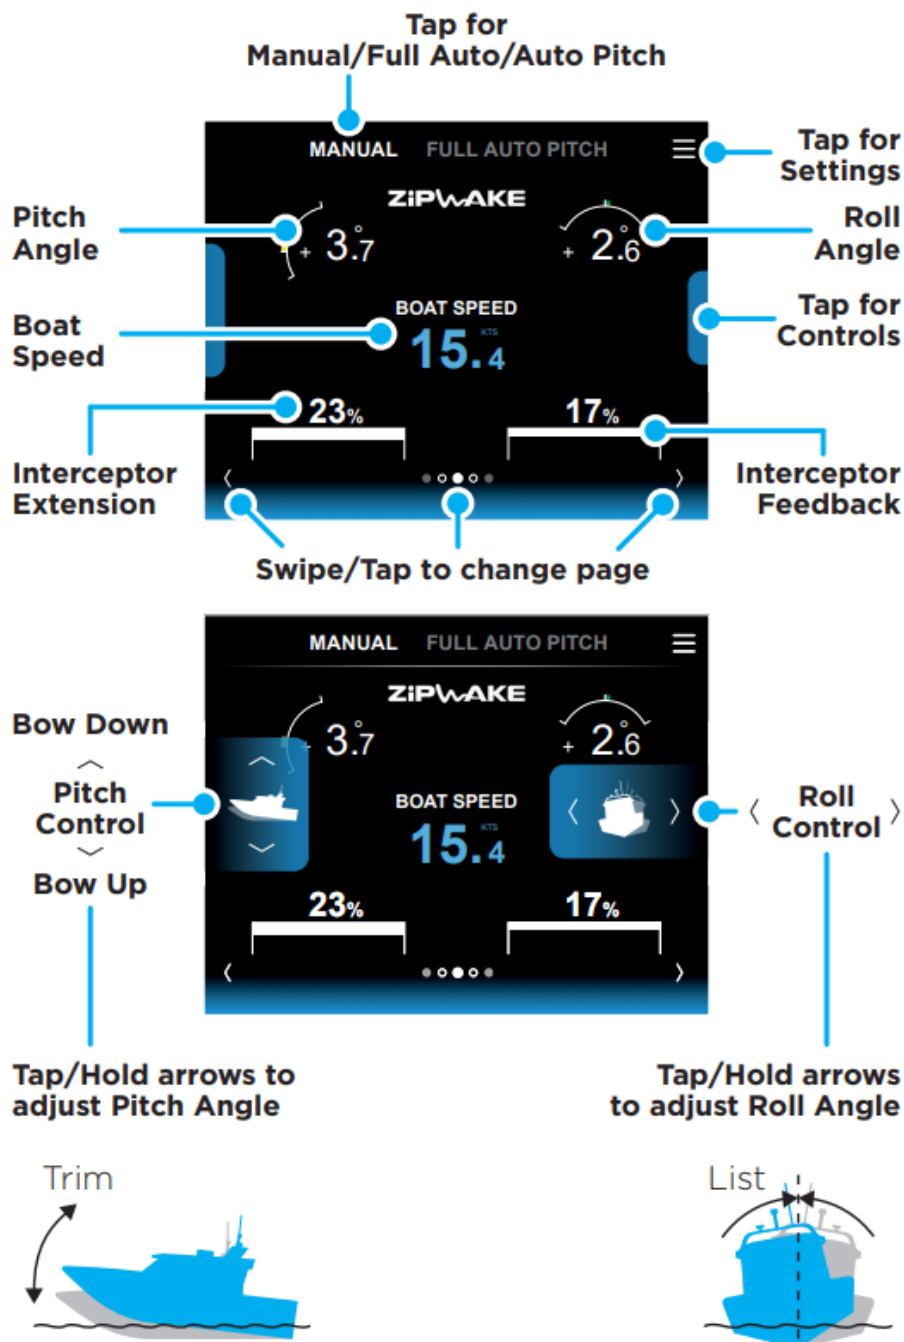 Tap for
Manual/Full Auto/Auto Pitch
MANUAL FULL AUTO PITCH
Tap for
Settings
ZiPWAKE
Pitch
Angle
+ 3.7°
+ 2.6°
Roll
Angle
Boat
Speed
BOAT SPEED
15.4 KTS
Tap for
Controls
23%
17%
Interceptor
Extension
Interceptor
Feedback
Swipe/Tap to change page
MANUAL FULL AUTO PITCH
ZiPWAKE
+ 3.7°
+ 2.6°
Bow Down
Pitch
Control
Bow Up
BOAT SPEED
15.4 KTS
Roll
Control
23%
17%
Tap/Hold arrows to
adjust Pitch Angle
Tap/Hold arrows
to adjust Roll Angle
Trim
List